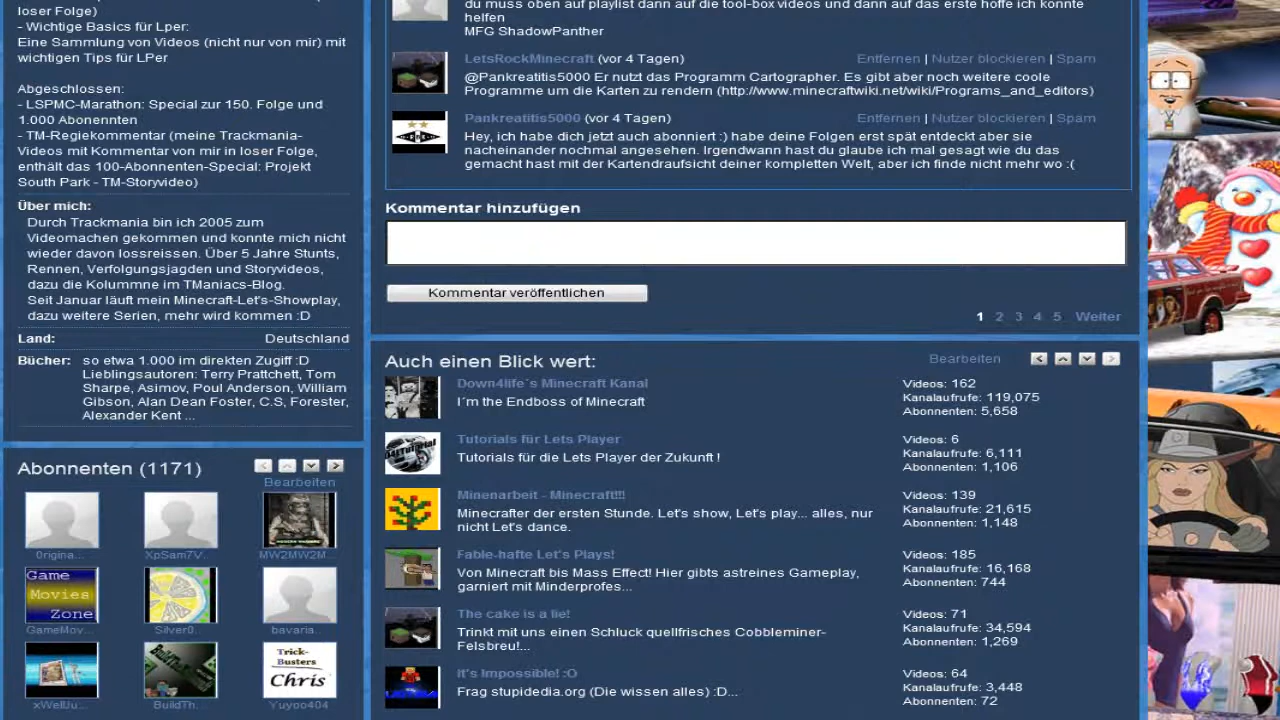 loser Folge)
- Wichtige Basics für Lper:
Eine Sammlung von Videos (nicht nur von mir) mit
wichtigen Tips für LPer
Abgeschlossen:
- LSPMC-Marathon: Special zur 150. Folge und
1.000 Abonennten
- TM-Regiekommentar (meine Trackmania-
Videos mit Kommentar von mir in loser Folge,
enthält das 100-Abonnenten-Special: Projekt
South Park - TM-Storyvideo)
Über mich:
Durch Trackmania bin ich 2005 zum
Videomachen gekommen und konnte mich nicht
wieder davon lossreissen. Über 5 Jahre Stunts,
Rennen, Verfolgungsjagden und Storyvideos,
dazu die Kolummne im TManiacs-Blog.
Seit Januar läuft mein Minecraft-Let's-Showplay,
dazu weitere Serien, mehr wird kommen :D
Land: Deutschland
Bücher: so etwa 1.000 im direkten Zugiff :D
Lieblingsautoren: Terry Pratchett, Tom
Sharpe, Asimov, Poul Anderson, William
Gibson, Alan Dean Foster, C.S, Forester,
Alexander Kent ...
Abonnenten (1171)
Bearbeiten
0rigina... XpSam7V... MW2MW2M...
Game
Movies
Zone
GameMov... Silver0... bavaria...
Trick-
Busters
Chris
xWellJu... BuildTh... Yuyoo404
du muss oben auf playlist dann auf die tool-box videos und dann auf das erste hoffe ich konnte
helfen
MFG ShadowPanther
LetsRockMinecraft (vor 4 Tagen) Entfernen | Nutzer blockieren | Spam
@Pankreatitis5000 Er nutzt das Programm Cartographer. Es gibt aber noch weitere coole
Programme um die Karten zu rendern (http://www.minecraftwiki.net/wiki/Programs_and_editors)
Pankreatitis5000 (vor 4 Tagen) Entfernen | Nutzer blockieren | Spam
Hey, ich habe dich jetzt auch abonniert :) habe deine Folgen erst spät entdeckt aber sie
nacheinander nochmal angesehen. Irgendwann hast du glaube ich mal gesagt wie du das
gemacht hast mit der Kartendraufsicht deiner kompletten Welt, aber ich finde nicht mehr wo :(
Kommentar hinzufügen
Kommentar veröffentlichen
1 2 3 4 5 Weiter
Auch einen Blick wert: Bearbeiten
Down4life´s Minecraft Kanal
I´m the Endboss of Minecraft
Videos: 162
Kanalaufrufe: 119,075
Abonnenten: 5,658
Tutorials für Lets Player
Tutorials für die Lets Player der Zukunft !
Videos: 6
Kanalaufrufe: 6,111
Abonnenten: 1,106
Minenarbeit - Minecraft!!!
Minecrafter der ersten Stunde. Let's show, Let's play... alles, nur
nicht Let's dance.
Videos: 139
Kanalaufrufe: 21,615
Abonnenten: 1,148
Fable-hafte Let's Plays!
Von Minecraft bis Mass Effect! Hier gibts astreines Gameplay,
garniert mit Minderprofes...
Videos: 185
Kanalaufrufe: 16,168
Abonnenten: 744
The cake is a lie!
Trinkt mit uns einen Schluck quellfrisches Cobbleminer-
Felsbreu!...
Videos: 71
Kanalaufrufe: 34,594
Abonnenten: 1,269
It's Impossible! :O
Frag stupidedia.org (Die wissen alles) :D...
Videos: 64
Kanalaufrufe: 3,448
Abonnenten: 72